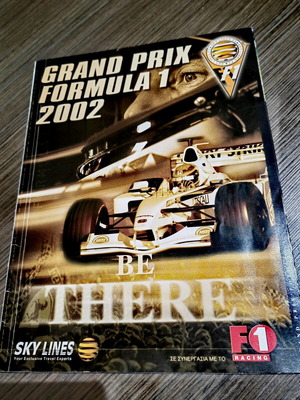 GRAND PRIX
FORMULA 1
2002
F1
BE
THERE
SKY LINES
Your Exclusive Travel Experts
ΣΕ ΣΥΝΕΡΓΑΣΙΑ ΜΕ ΤΟ
F1
RACING